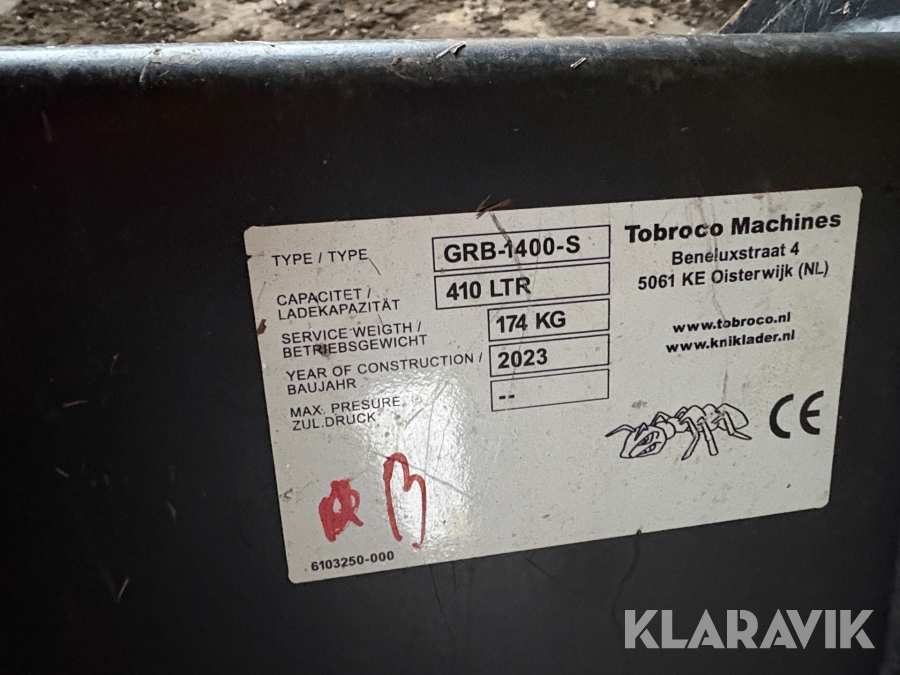 TYPE / TYPE GRB-1400-S
CAPACITET /
LADEKAPAZITÄT 410 LTR
SERVICE WEIGTH /
BETRIEBSGEWICHT 174 KG
YEAR OF CONSTRUCTION /
BAUJAHR 2023
MAX. PRESURE
ZUL.DRUCK --
Tobroco Machines
Beneluxstraat 4
5061 KE Oisterwijk (NL)
www.tobroco.nl
www.kniklader.nl
CE
6103250-000
KLARAVIK